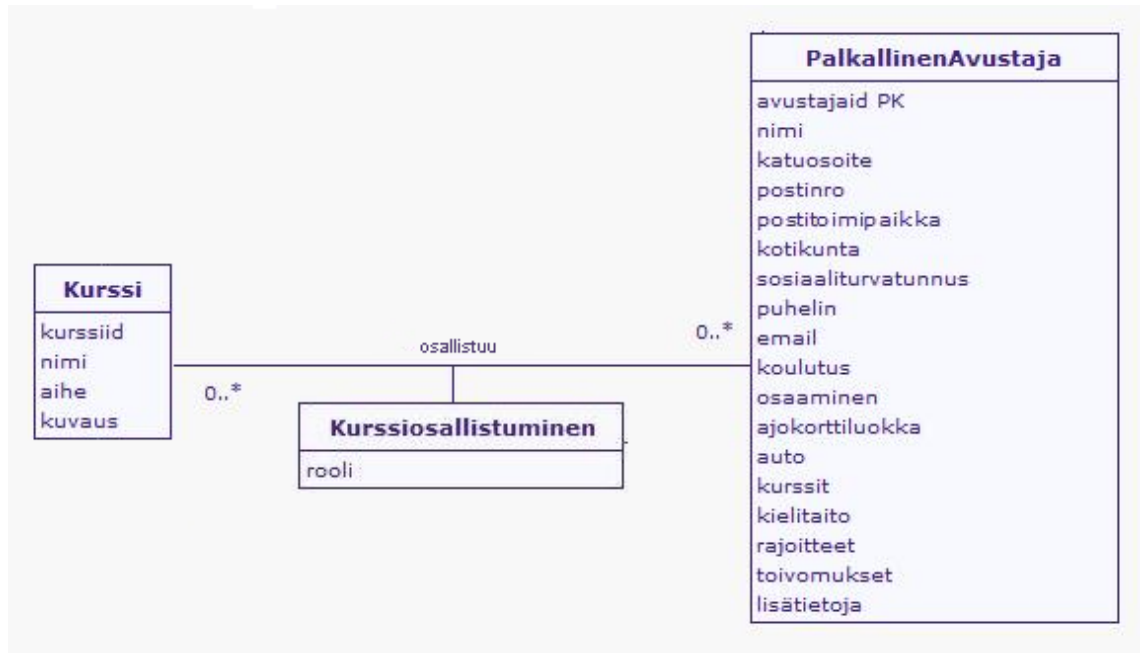 PalkallinenAvustaja
avustajaid PK
nimi
katuosoite
postinro
postitoimipaikka
kotikunta
sosiaaliturvatunnus
puhelin
email
koulutus
osaaminen
ajokorttiluokka
auto
kurssit
kielitaito
rajoitteet
toivomukset
lisätietoja
Kurssi
kurssiid
nimi
aihe
kuvaus
0..*
osallistuu
0..*
Kurssiosallistuminen
rooli